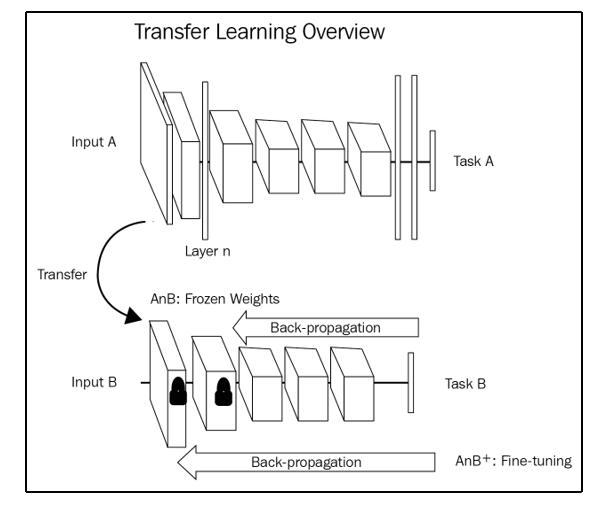 Transfer Learning Overview
Input A
Task A
Layer n
Transfer
AnB: Frozen Weights
Back-propagation
Input B
Task B
Back-propagation
AnB+: Fine-tuning